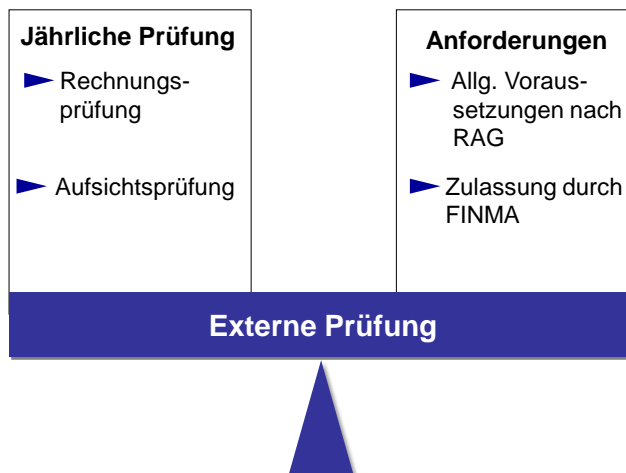 Jährliche Prüfung
Rechnungs-
prüfung
Aufsichtsprüfung
Anforderungen
Allg. Voraus-
setzungen nach
RAG
Zulassung durch
FINMA
Externe Prüfung